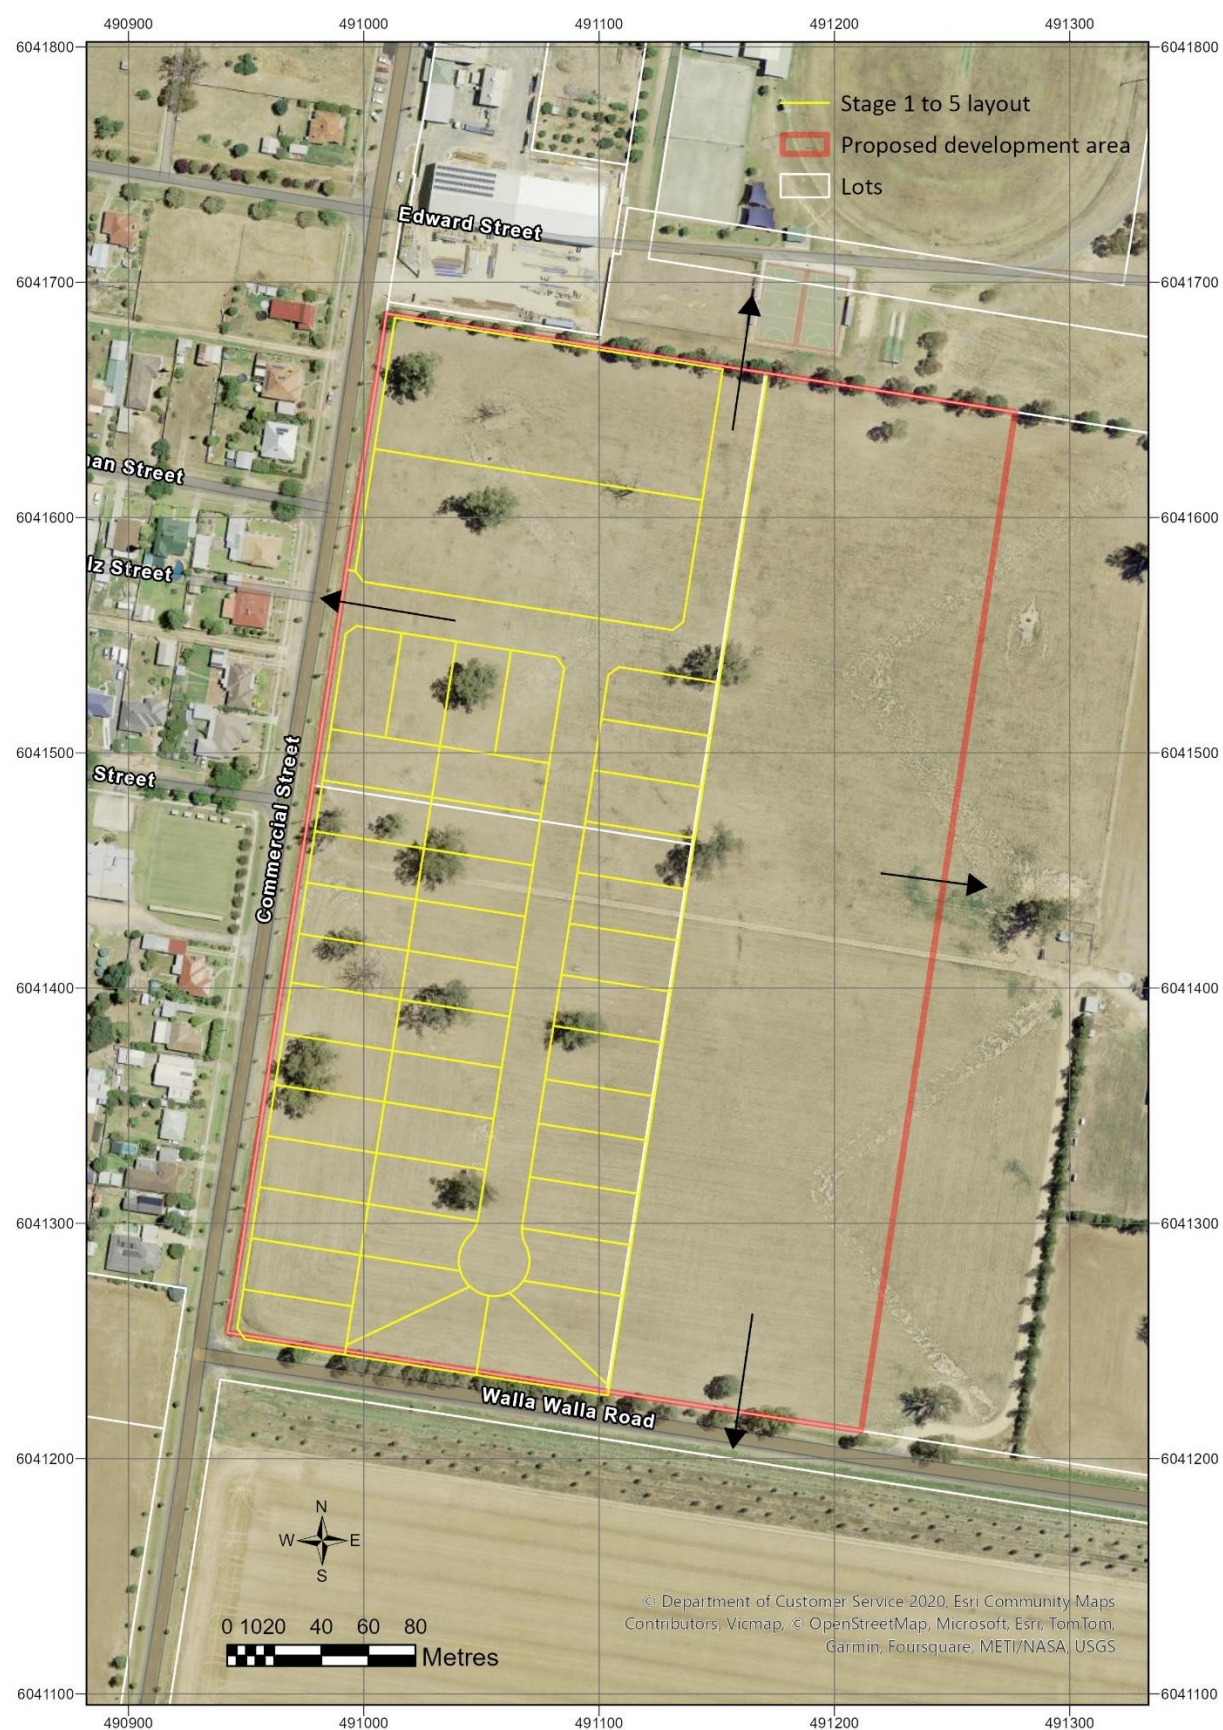 490900 491000 491100 491200 491300
6041800 6041800
Stage 1 to 5 layout
Proposed development area
Lots
Edward Street
6041700 6041700
Street
6041600 6041600
Street
6041500 6041500
Street
Commercial Street
6041400 6041400
6041300 6041300
Walla Walla Road
6041200 6041200
N
W E
S
© Department of Customer Service 2020, Esri Community Maps
Contributors, Vicmap, © OpenStreetMap, Microsoft, Esri, TomTom,
Garmin, Foursquare, METI/NASA, USGS
0 10 20 40 60 80
Metres
6041100 6041100
490900 491000 491100 491200 491300